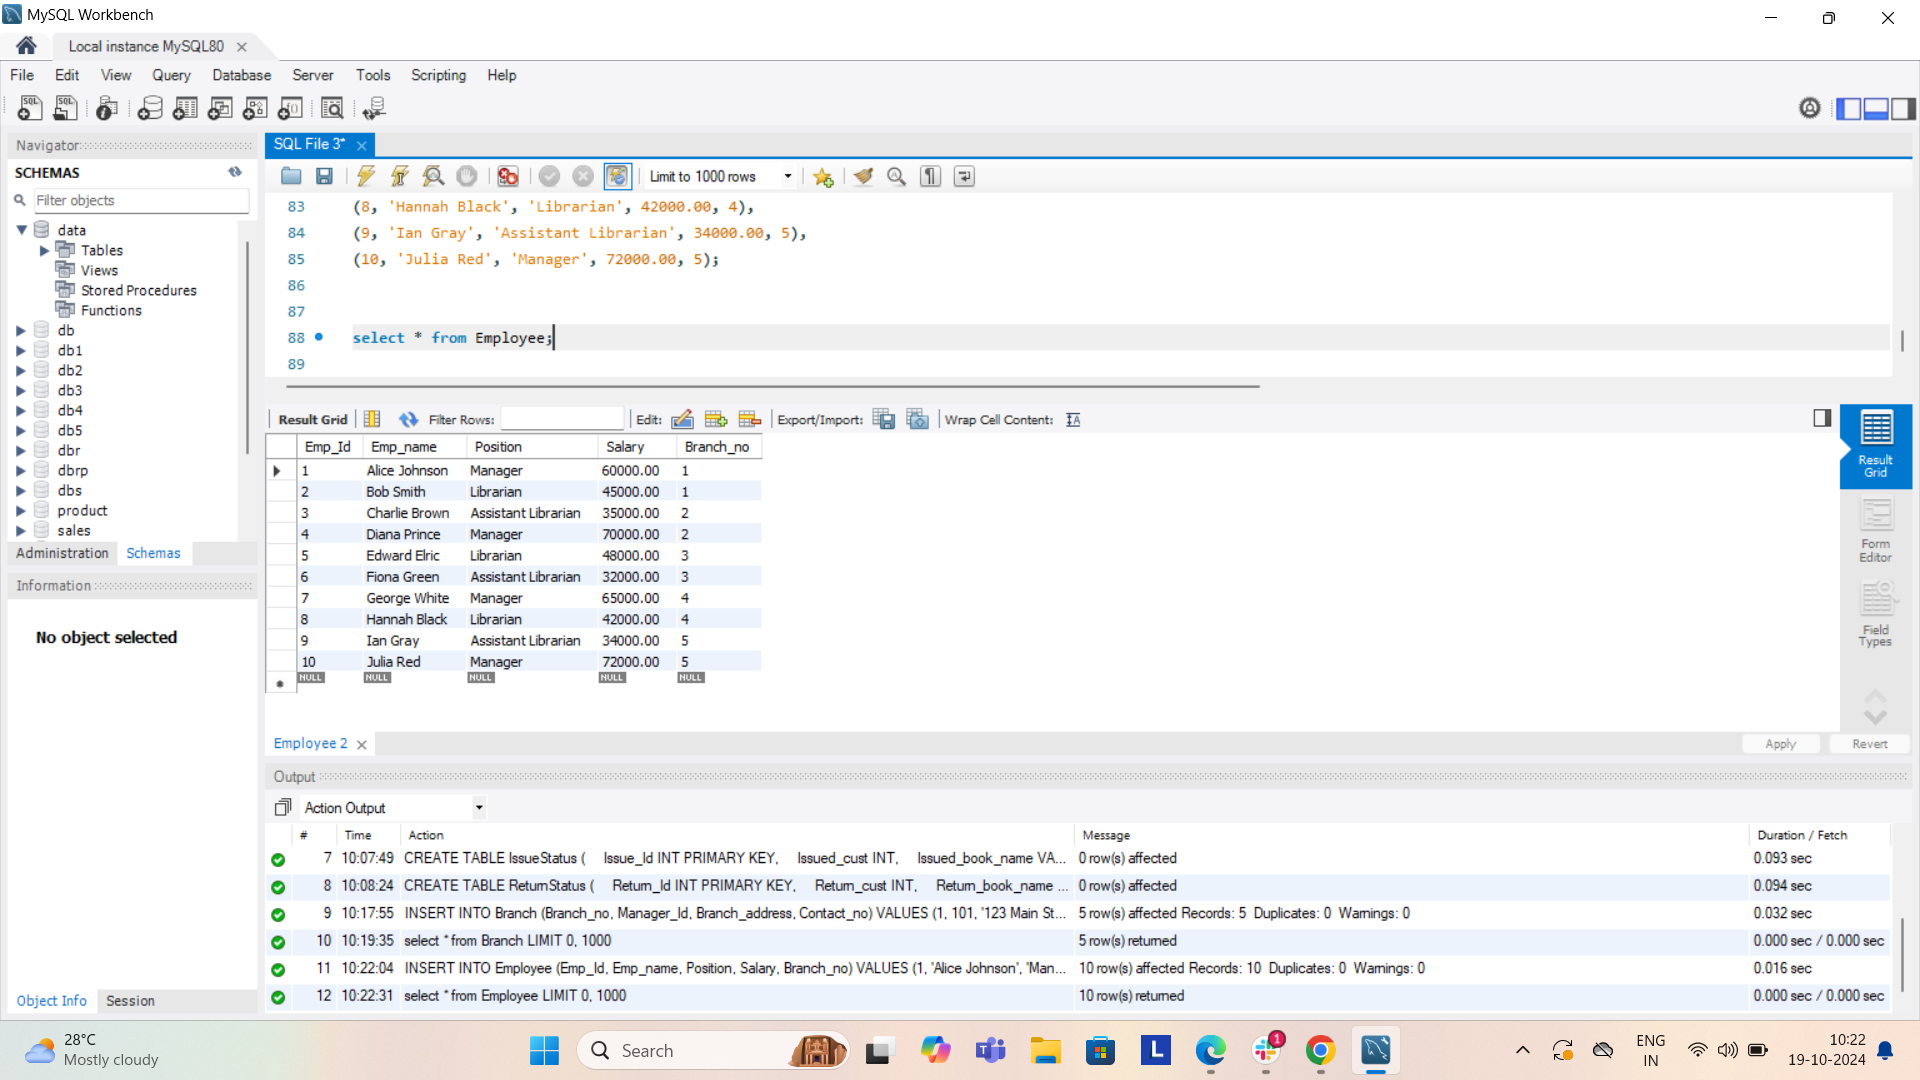 MySQL Workbench
Local instance MySQL80
File Edit View Query Database Server Tools Scripting Help
Navigator
SCHEMAS
Filter objects
data
Tables
Views
Stored Procedures
Functions
db
db1
db2
db3
db4
db5
dbr
dbrp
dbs
product
sales
Administration Schemas
Information
No object selected
Object Info Session
SQL File 3*
Limit to 1000 rows
83 (8, 'Hannah Black', 'Librarian', 42000.00, 4),
84 (9, 'Ian Gray', 'Assistant Librarian', 34000.00, 5),
85 (10, 'Julia Red', 'Manager', 72000.00, 5);
86
87
88 select * from Employee;
89
Result Grid Filter Rows: Edit: Export/Import: Wrap Cell Content:
Emp_Id Emp_name Position Salary Branch_no
1 Alice Johnson Manager 60000.00 1
2 Bob Smith Librarian 45000.00 1
3 Charlie Brown Assistant Librarian 35000.00 2
4 Diana Prince Manager 70000.00 2
5 Edward Elric Librarian 48000.00 3
6 Fiona Green Assistant Librarian 32000.00 3
7 George White Manager 65000.00 4
8 Hannah Black Librarian 42000.00 4
9 Ian Gray Assistant Librarian 34000.00 5
10 Julia Red Manager 72000.00 5
NULL NULL NULL NULL NULL
Result
Grid
Form
Editor
Field
Types
Employee 2
Apply Revert
Output
Action Output
# Time Action Message Duration / Fetch
7 10:07:49 CREATE TABLE IssueStatus ( Issue_Id INT PRIMARY KEY, Issued_cust INT, Issued_book_name VA... 0 row(s) affected 0.093 sec
8 10:08:24 CREATE TABLE ReturnStatus ( Return_Id INT PRIMARY KEY, Return_cust INT, Return_book_name ... 0 row(s) affected 0.094 sec
9 10:17:55 INSERT INTO Branch (Branch_no, Manager_Id, Branch_address, Contact_no) VALUES (1, 101, '123 Main St... 5 row(s) affected Records: 5 Duplicates: 0 Warnings: 0 0.032 sec
10 10:19:35 select * from Branch LIMIT 0, 1000 5 row(s) returned 0.000 sec / 0.000 sec
11 10:22:04 INSERT INTO Employee (Emp_Id, Emp_name, Position, Salary, Branch_no) VALUES (1, 'Alice Johnson', 'Man... 10 row(s) affected Records: 10 Duplicates: 0 Warnings: 0 0.016 sec
12 10:22:31 select * from Employee LIMIT 0, 1000 10 row(s) returned 0.000 sec / 0.000 sec
28°C
Mostly cloudy
Search
L
1
ENG
IN
10:22
19-10-2024